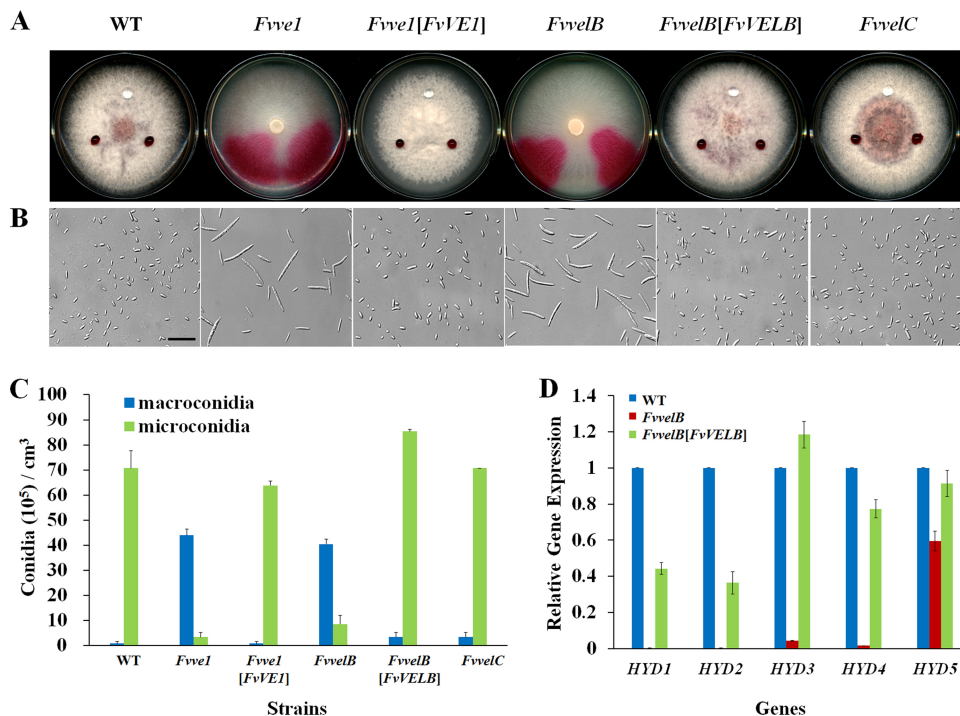 A
WT
Fvve1
Fvve1[FvVE1]
FvvelB
FvvelB[FvVELB]
FvvelC
B
C
Conidia (10⁵) / cm³
100
90
80
70
60
50
40
30
20
10
0
macroconidia
microconidia
WT
Fvve1
Fvve1
[FvVE1]
FvvelB
FvvelB
[FvVELB]
FvvelC
Strains
D
Relative Gene Expression
1.4
1.2
1
0.8
0.6
0.4
0.2
0
WT
FvvelB
FvvelB[FvVELB]
HYD1
HYD2
HYD3
HYD4
HYD5
Genes